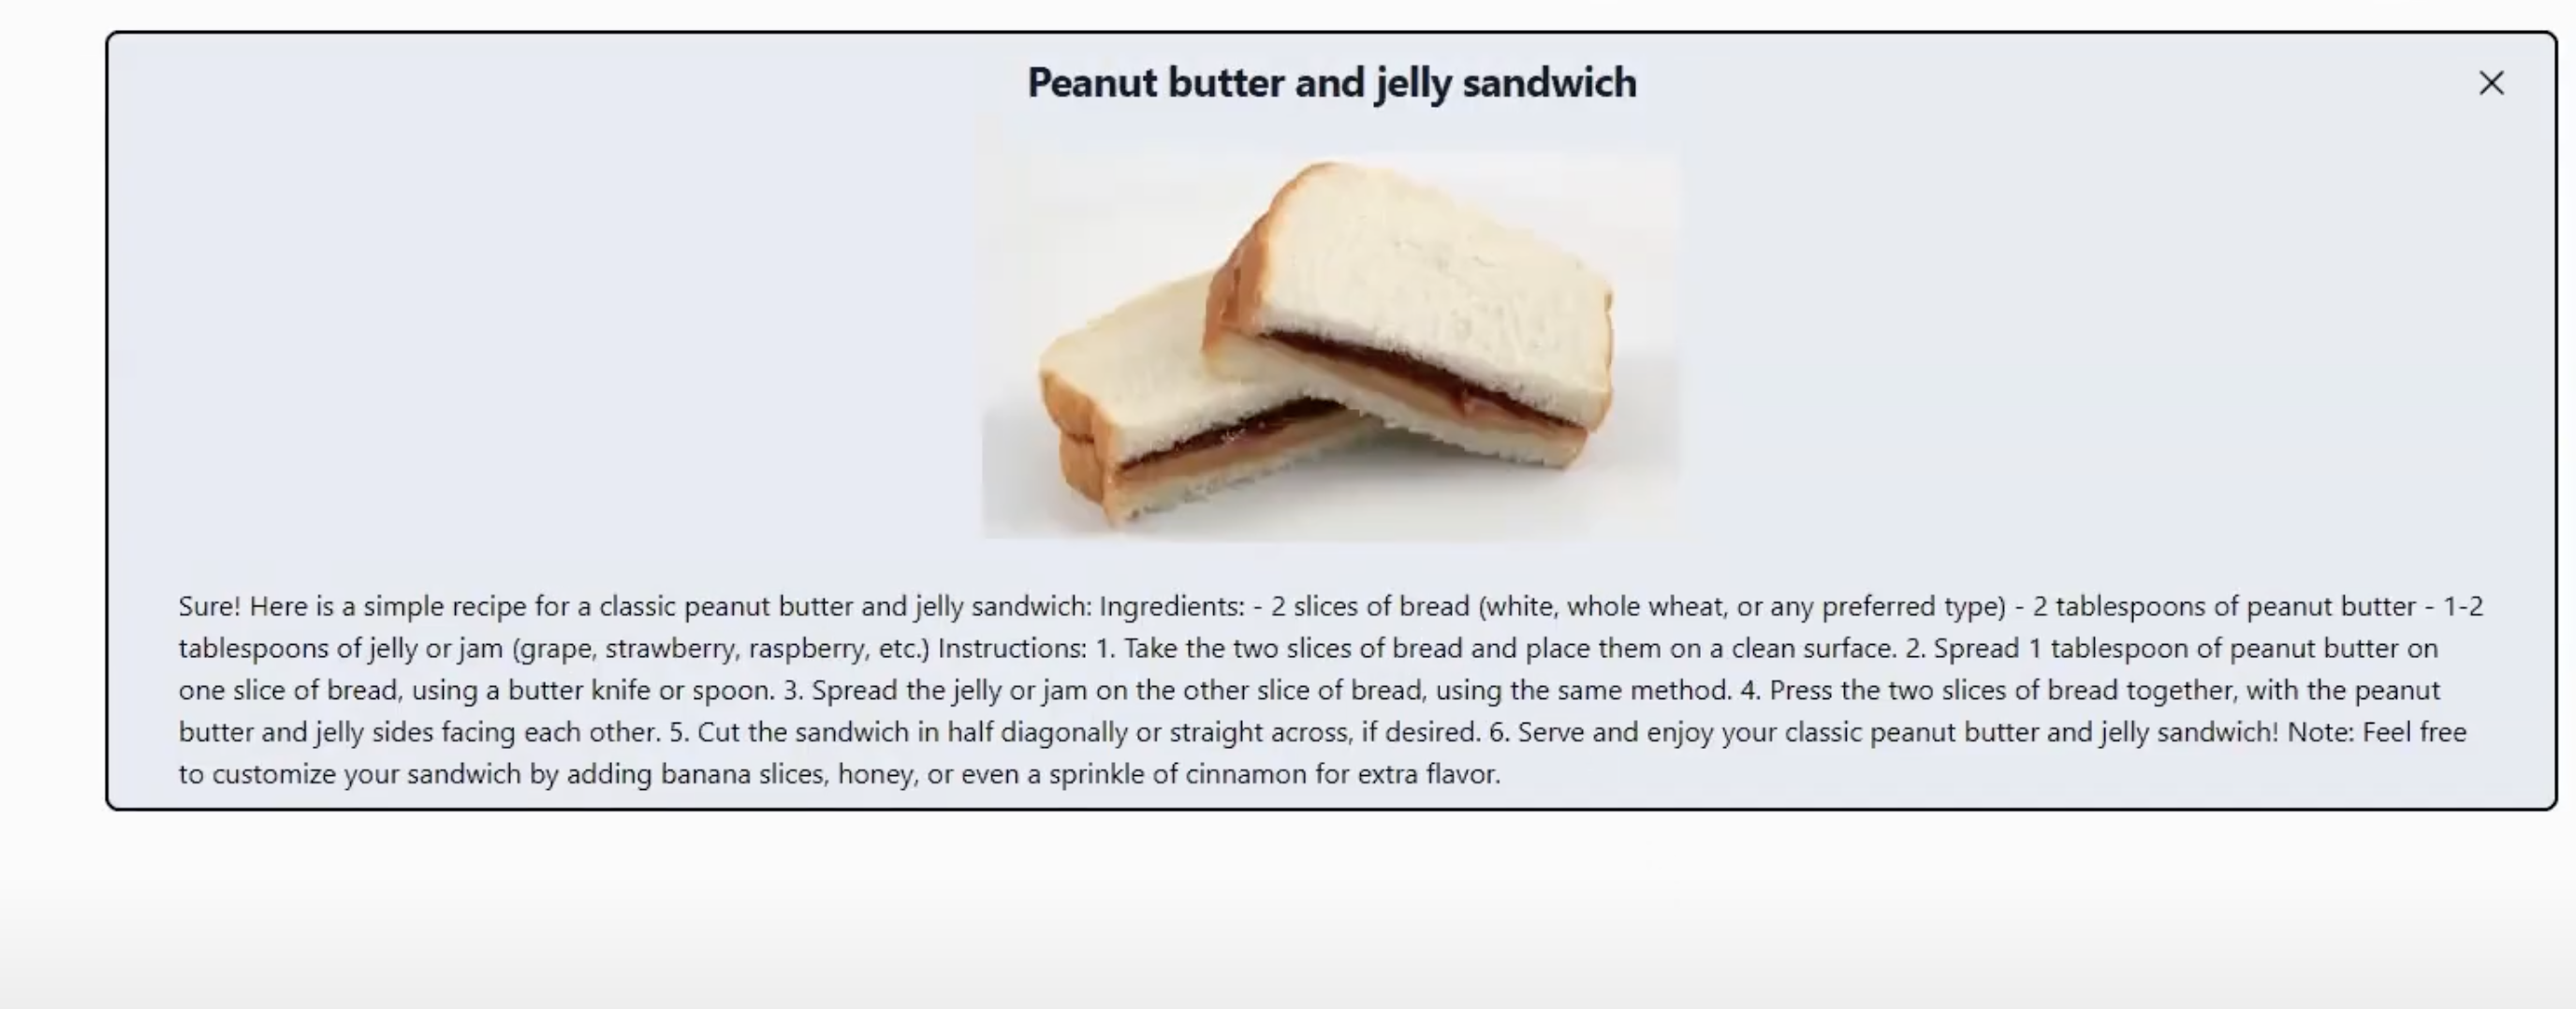 Peanut butter and jelly sandwich
Sure! Here is a simple recipe for a classic peanut butter and jelly sandwich: Ingredients: - 2 slices of bread (white, whole wheat, or any preferred type) - 2 tablespoons of peanut butter - 1-2
tablespoons of jelly or jam (grape, strawberry, raspberry, etc.) Instructions: 1. Take the two slices of bread and place them on a clean surface. 2. Spread 1 tablespoon of peanut butter on
one slice of bread, using a butter knife or spoon. 3. Spread the jelly or jam on the other slice of bread, using the same method. 4. Press the two slices of bread together, with the peanut
butter and jelly sides facing each other. 5. Cut the sandwich in half diagonally or straight across, if desired. 6. Serve and enjoy your classic peanut butter and jelly sandwich! Note: Feel free
to customize your sandwich by adding banana slices, honey, or even a sprinkle of cinnamon for extra flavor.